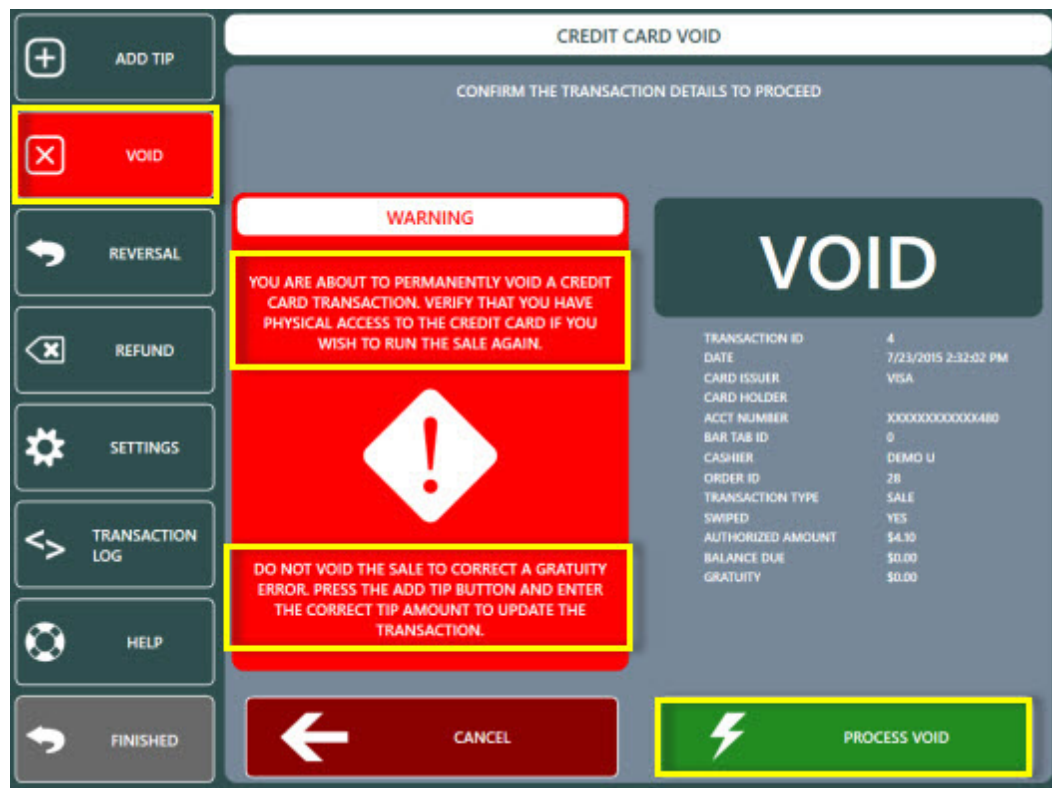 ADD TIP
VOID
REVERSAL
REFUND
SETTINGS
TRANSACTION
LOG
HELP
FINISHED
CREDIT CARD VOID
CONFIRM THE TRANSACTION DETAILS TO PROCEED
WARNING
YOU ARE ABOUT TO PERMANENTLY VOID A CREDIT
CARD TRANSACTION. VERIFY THAT YOU HAVE
PHYSICAL ACCESS TO THE CREDIT CARD IF YOU
WISH TO RUN THE SALE AGAIN.
DO NOT VOID THE SALE TO CORRECT A GRATUITY
ERROR. PRESS THE ADD TIP BUTTON AND ENTER
THE CORRECT TIP AMOUNT TO UPDATE THE
TRANSACTION.
VOID
TRANSACTION ID 4
DATE 7/23/2015 2:32:02 PM
CARD ISSUER VISA
CARD HOLDER
ACCT NUMBER XXXXXXXXXXXXX480
BAR TAB ID 0
CASHIER DEMO U
ORDER ID 28
TRANSACTION TYPE SALE
SWIPED YES
AUTHORIZED AMOUNT $4.10
BALANCE DUE $0.00
GRATUITY $0.00
CANCEL
PROCESS VOID